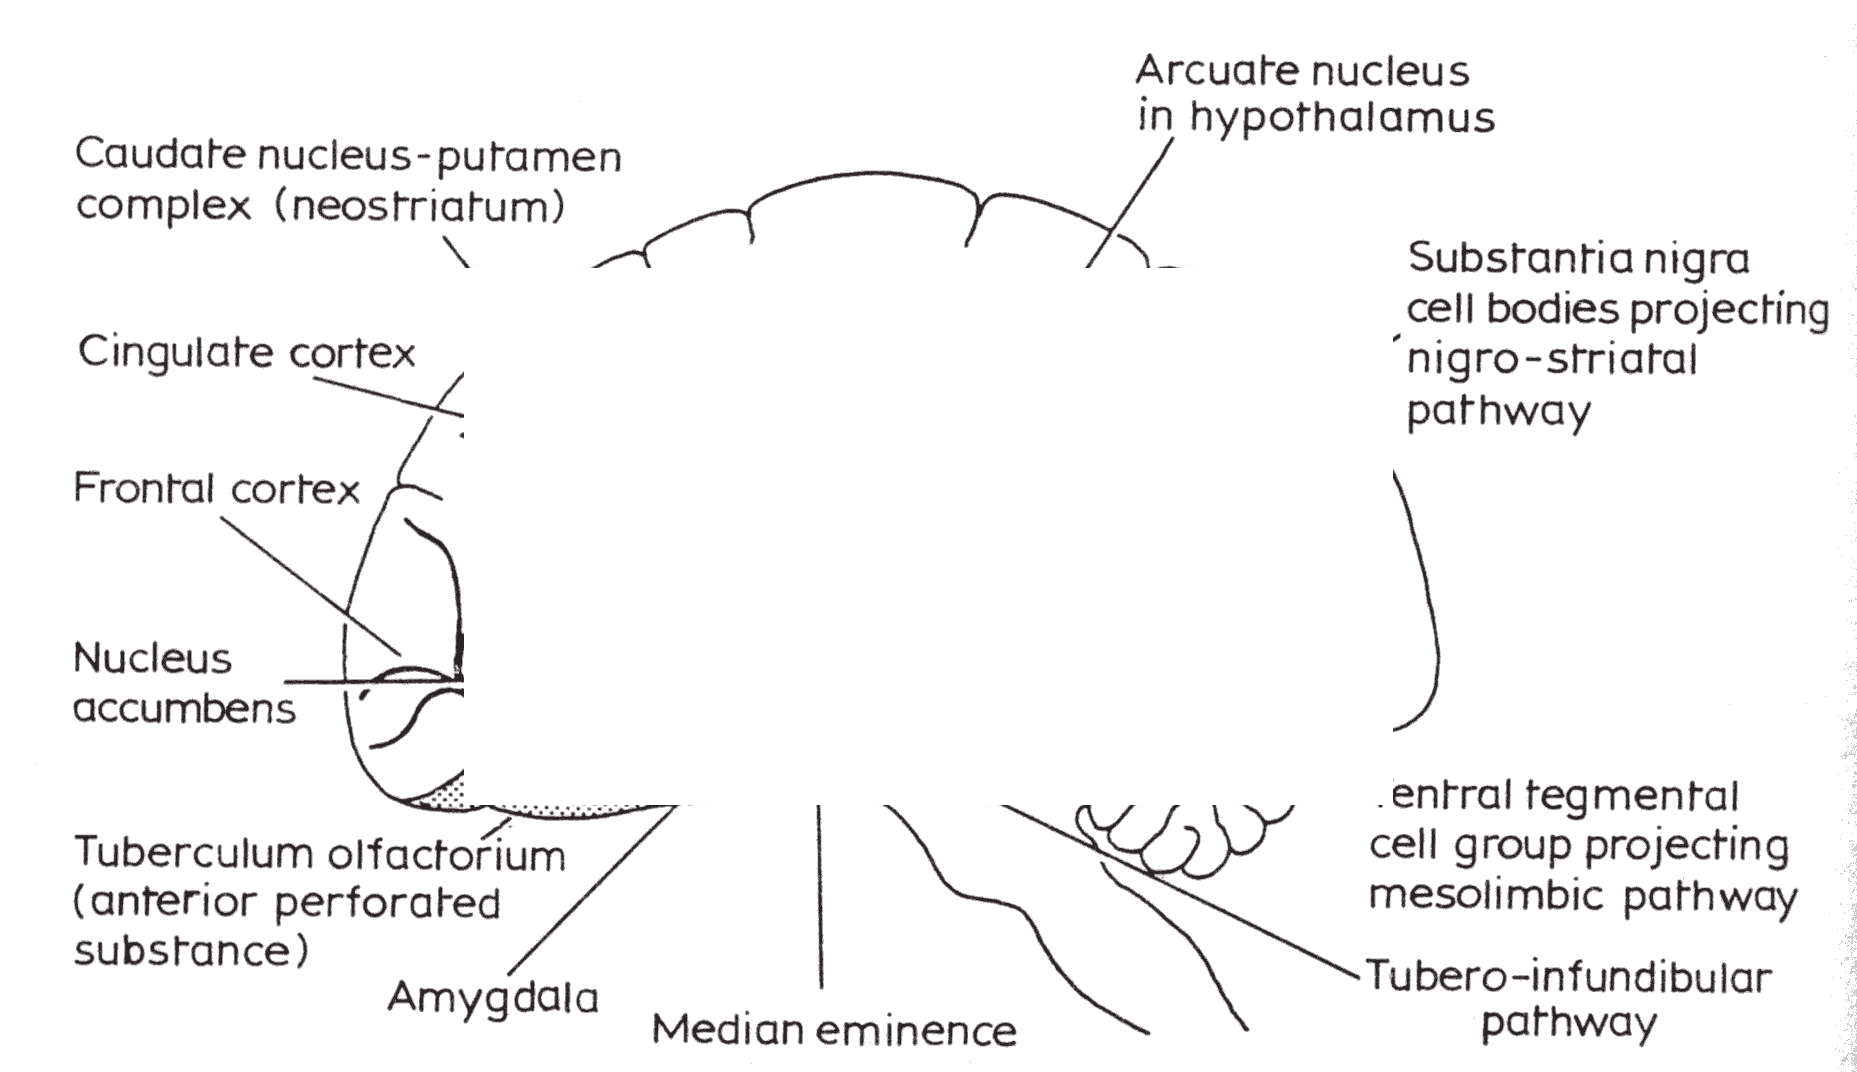 Arcuate nucleus
in hypothalamus
Caudate nucleus-putamen
complex (neostriatum)
Substantia nigra
cell bodies projecting
nigro-striatal
pathway
Cingulate cortex
Frontal cortex
Nucleus
accumbens
entral tegmental
cell group projecting
mesolimbic pathway
Tuberculum olfactorium
(anterior perforated
substance)
Amygdala
Median eminence
Tubero-infundibular
pathway